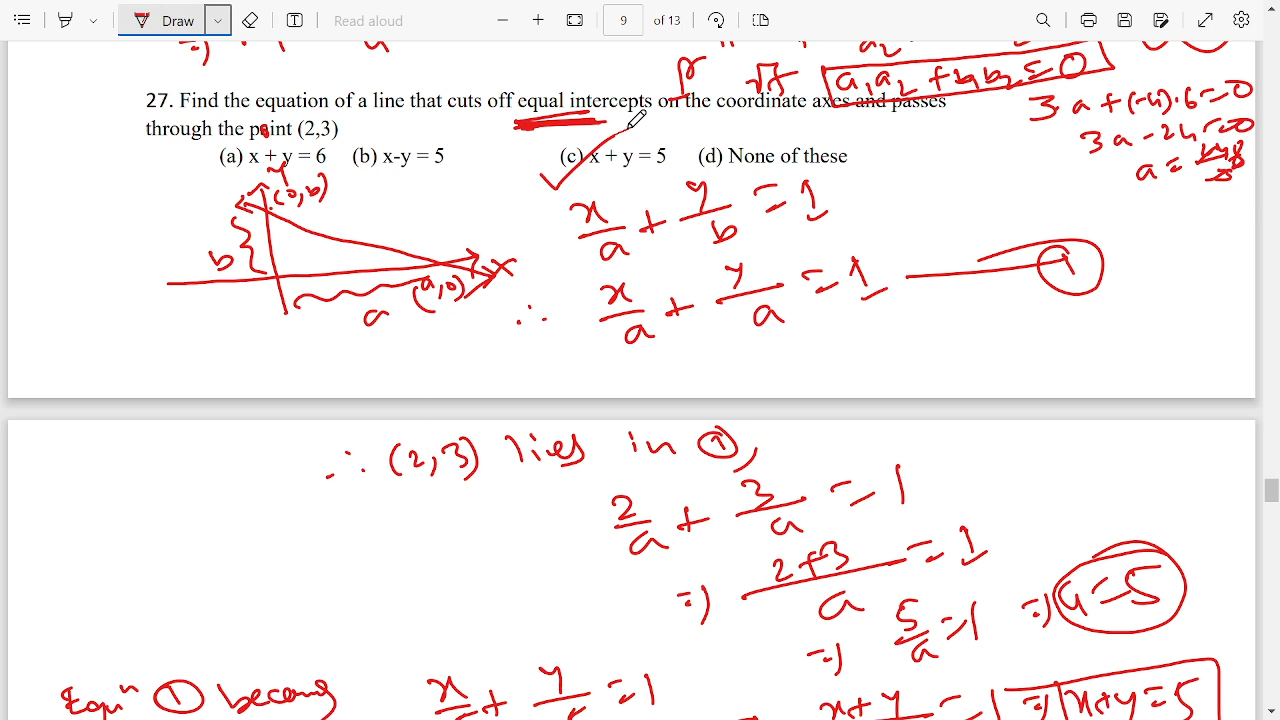 Draw
Read aloud
9 of 13
a₂
a₁a₂ + b₁b₂ = 0
3a + (-4)·6 = 0
3a - 24 = 0
27. Find the equation of a line that cuts off equal intercepts on the coordinate axes and passes
through the point (2,3)
(a) x + y = 6 (b) x-y = 5 (c) x + y = 5 (d) None of these
Y
(0,b)
b
X
(a,0)
a
x/a + y/b = 1
∴ x/a + y/a = 1 ①
∴ (2,3) lies in ①,
2/a + 3/a = 1
=) 2+3/a = 1
=) 5/a = 1 =) a = 5
Equⁿ ① becomes x + y = 1
x+y = 1 =) x+y = 5